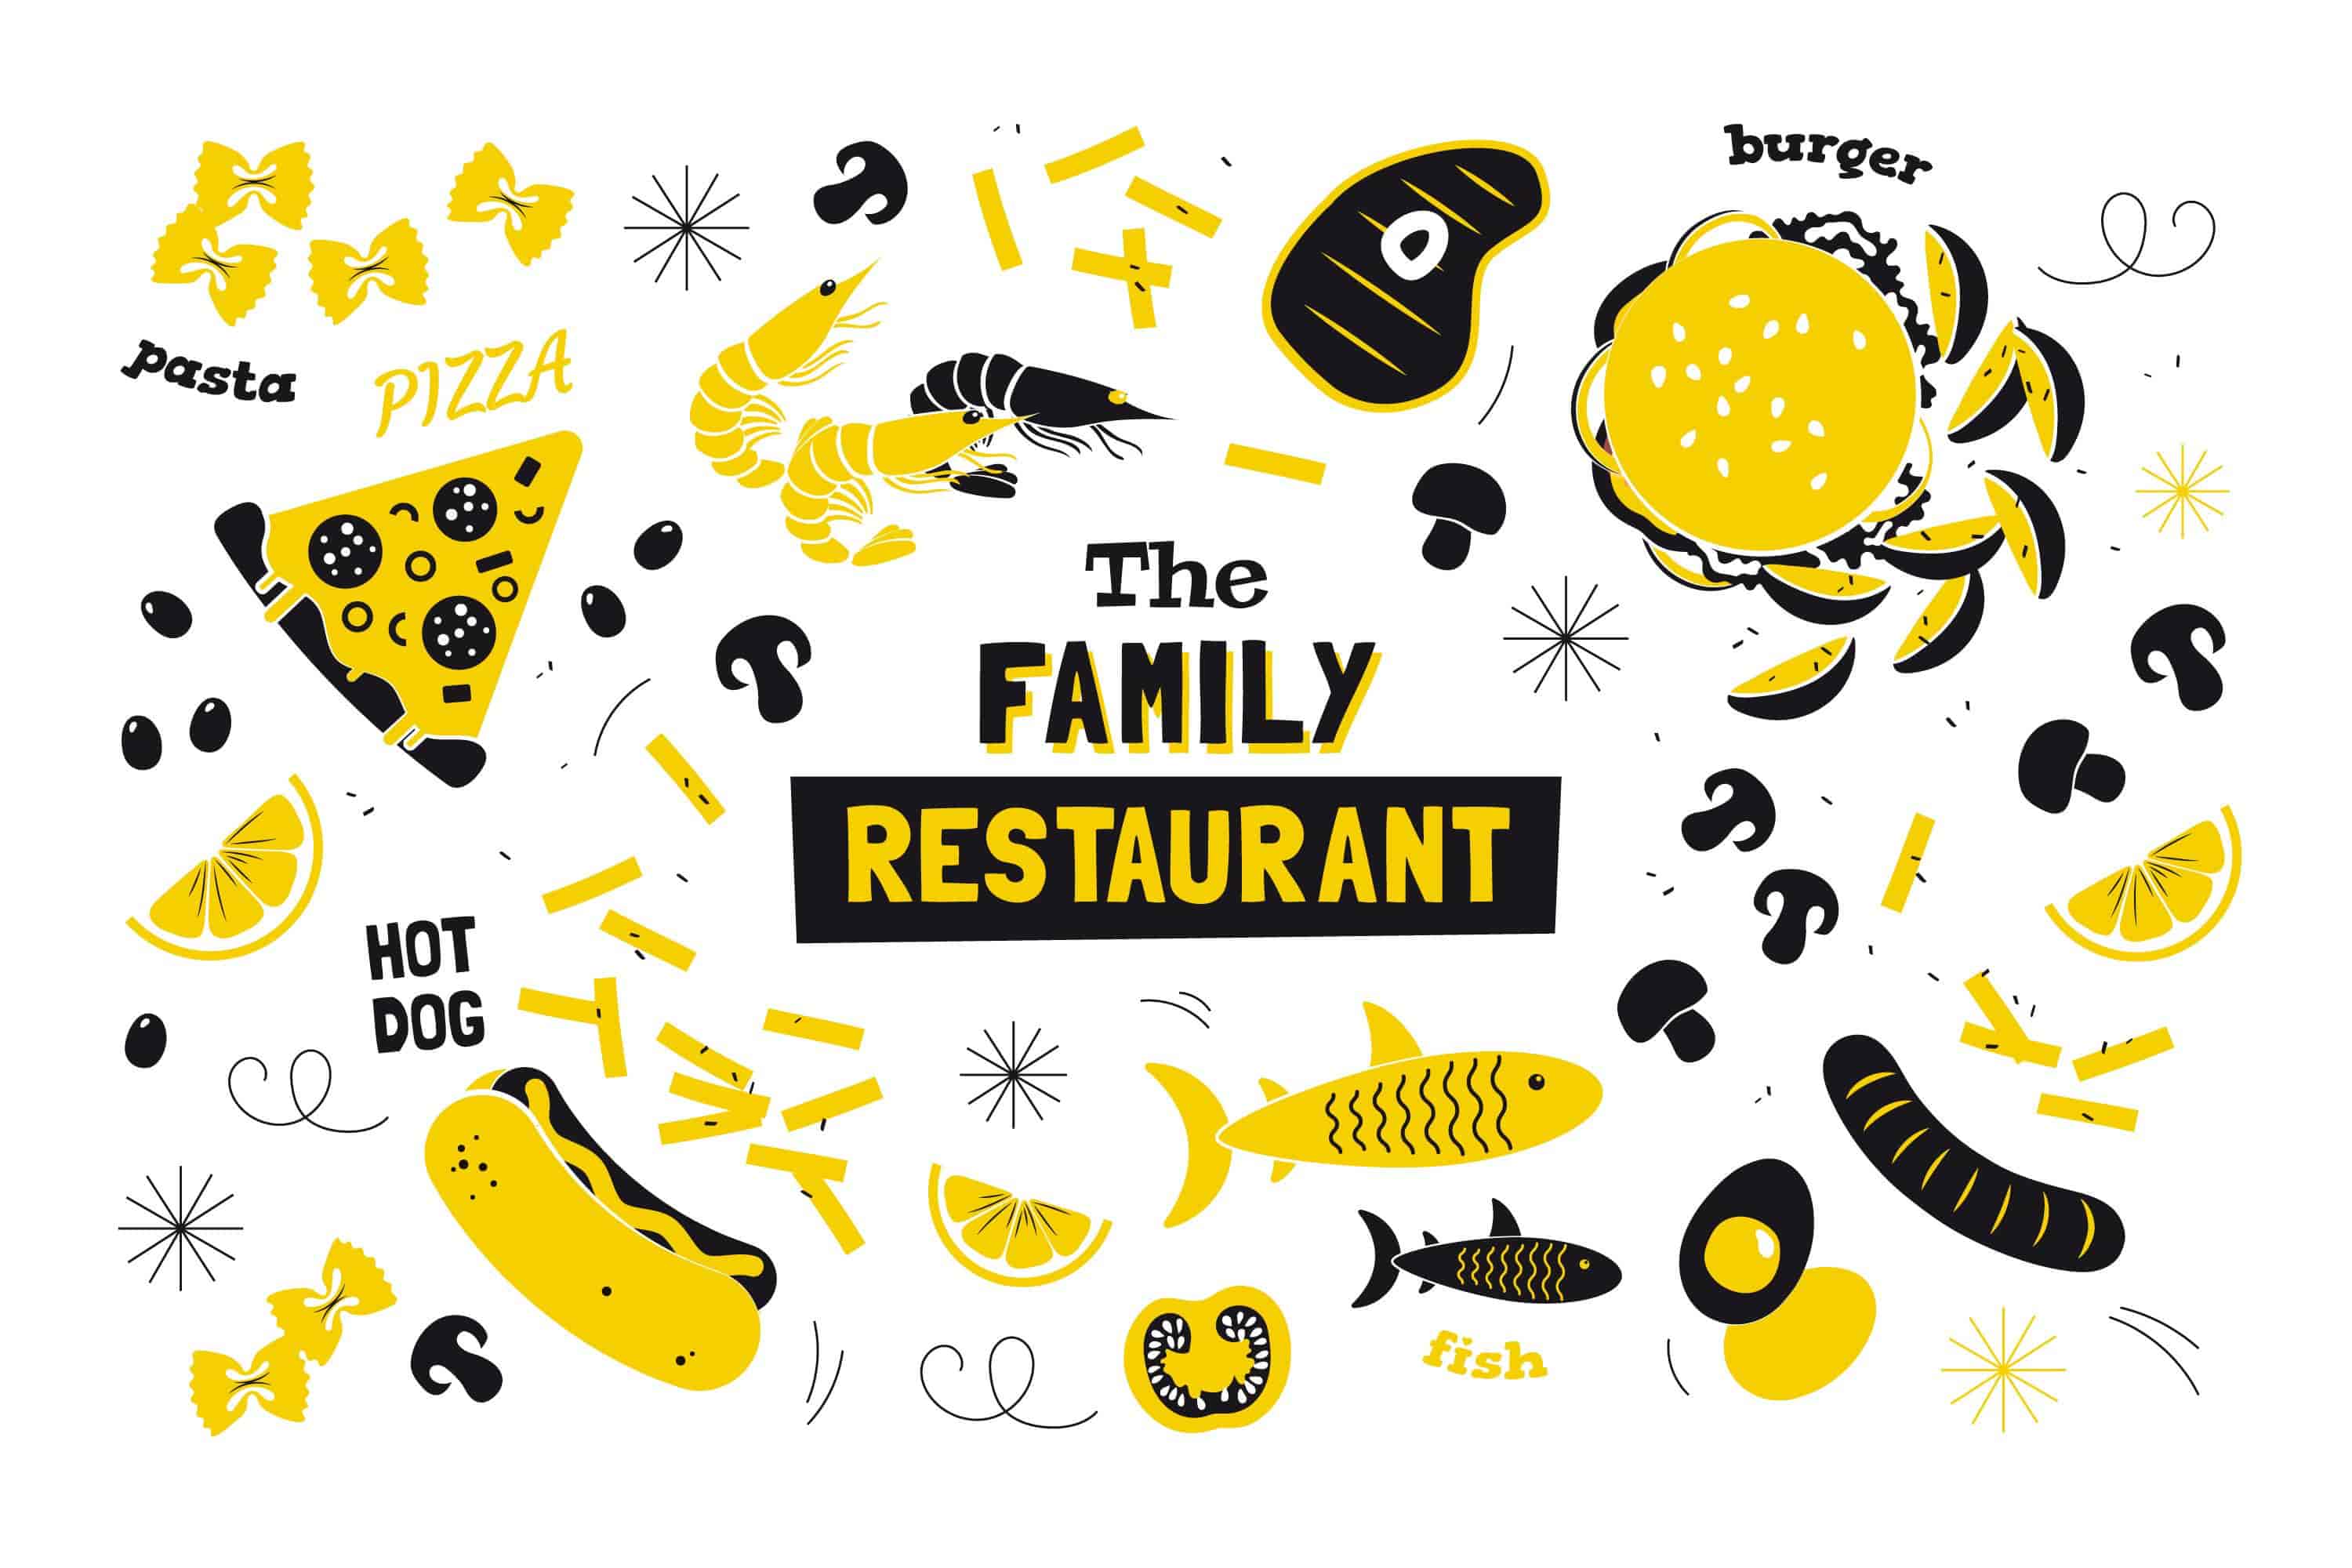 burger
pasta
PIZZA
The
FAMILY
RESTAURANT
HOT
DOG
fish